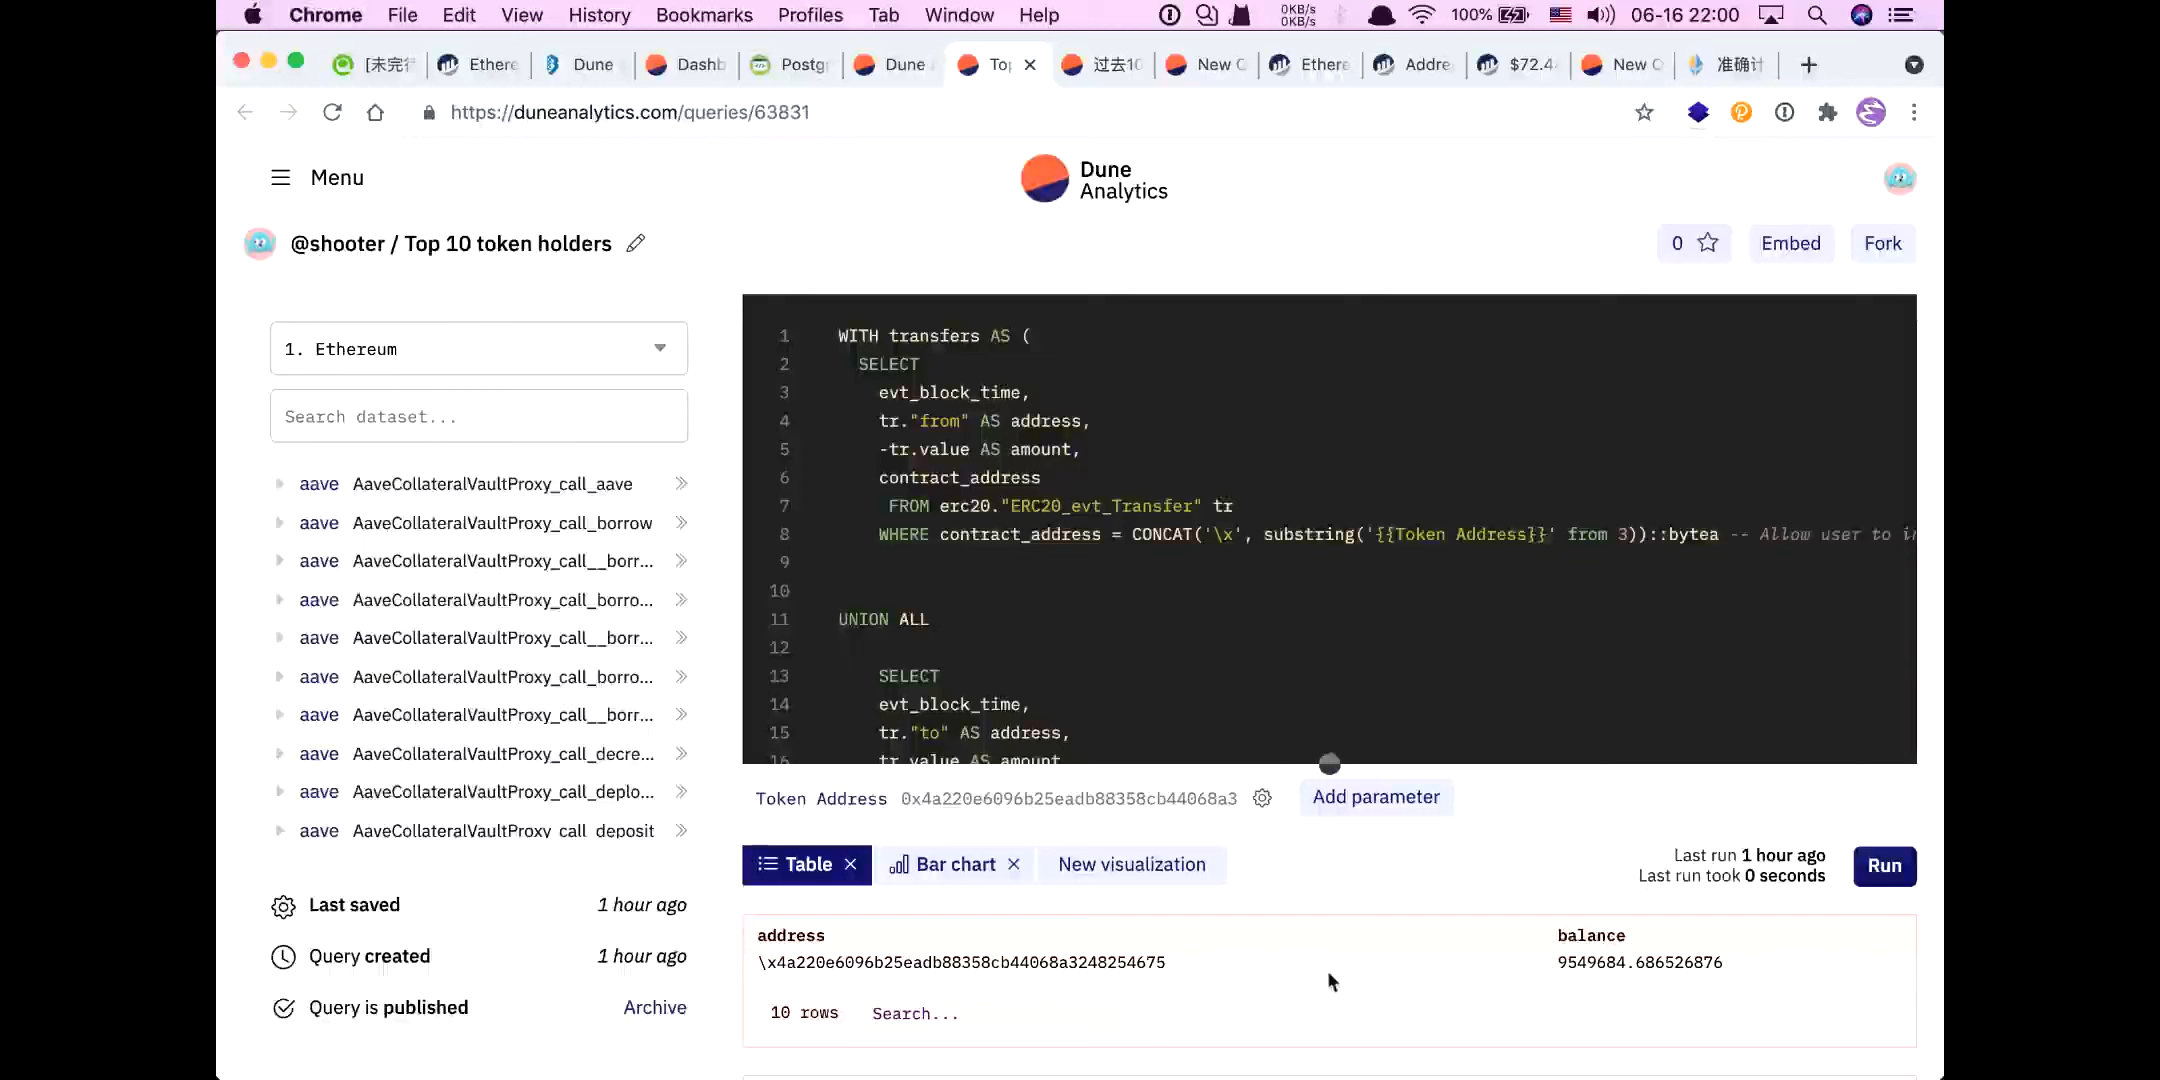 Chrome File Edit View History Bookmarks Profiles Tab Window Help 0KB/s 0KB/s 100% 06-16 22:00
[未完待 Ethere Dune Dashb Postgr Dune Top 过去10 New Q Ethere Addre $72.4 New Q 准确计
https://duneanalytics.com/queries/63831
Menu
Dune
Analytics
@shooter / Top 10 token holders
0 Embed Fork
1. Ethereum
Search dataset...
aave AaveCollateralVaultProxy_call_aave
aave AaveCollateralVaultProxy_call_borrow
aave AaveCollateralVaultProxy_call__borr...
aave AaveCollateralVaultProxy_call_borro...
aave AaveCollateralVaultProxy_call__borr...
aave AaveCollateralVaultProxy_call_borro...
aave AaveCollateralVaultProxy_call__borr...
aave AaveCollateralVaultProxy_call_decre...
aave AaveCollateralVaultProxy_call_deplo...
aave AaveCollateralVaultProxy_call_deposit
Last saved 1 hour ago
Query created 1 hour ago
Query is published Archive
1 WITH transfers AS (
2 SELECT
3 evt_block_time,
4 tr."from" AS address,
5 -tr.value AS amount,
6 contract_address
7 FROM erc20."ERC20_evt_Transfer" tr
8 WHERE contract_address = CONCAT('\x', substring('{{Token Address}}' from 3))::bytea -- Allow user to i
9
10
11 UNION ALL
12
13 SELECT
14 evt_block_time,
15 tr."to" AS address,
16 tr.value AS amount
Token Address 0x4a220e6096b25eadb88358cb44068a3 Add parameter
Table Bar chart New visualization
Last run 1 hour ago
Last run took 0 seconds
Run
address balance
\x4a220e6096b25eadb88358cb44068a3248254675 9549684.686526876
10 rows Search...